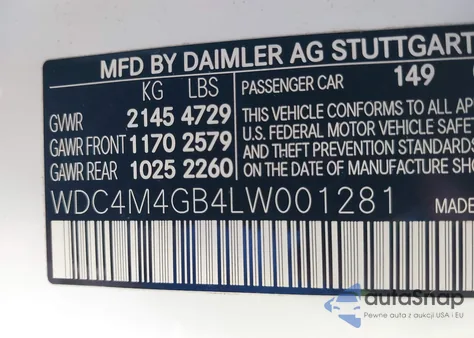 MFD BY DAIMLER AG STUTTGART
KG LBS
PASSENGER CAR 149
GVWR 2145 4729
GAWR FRONT 1170 2579
GAWR REAR 1025 2260
THIS VEHICLE CONFORMS TO ALL AP
U.S. FEDERAL MOTOR VEHICLE SAFETY
AND THEFT PREVENTION STANDARDS
ON THE DATE OF MANUFACTURE SHO
WDC4M4GB4LW001281 MADE
autoSnap
Pewne auta z aukcji USA i EU